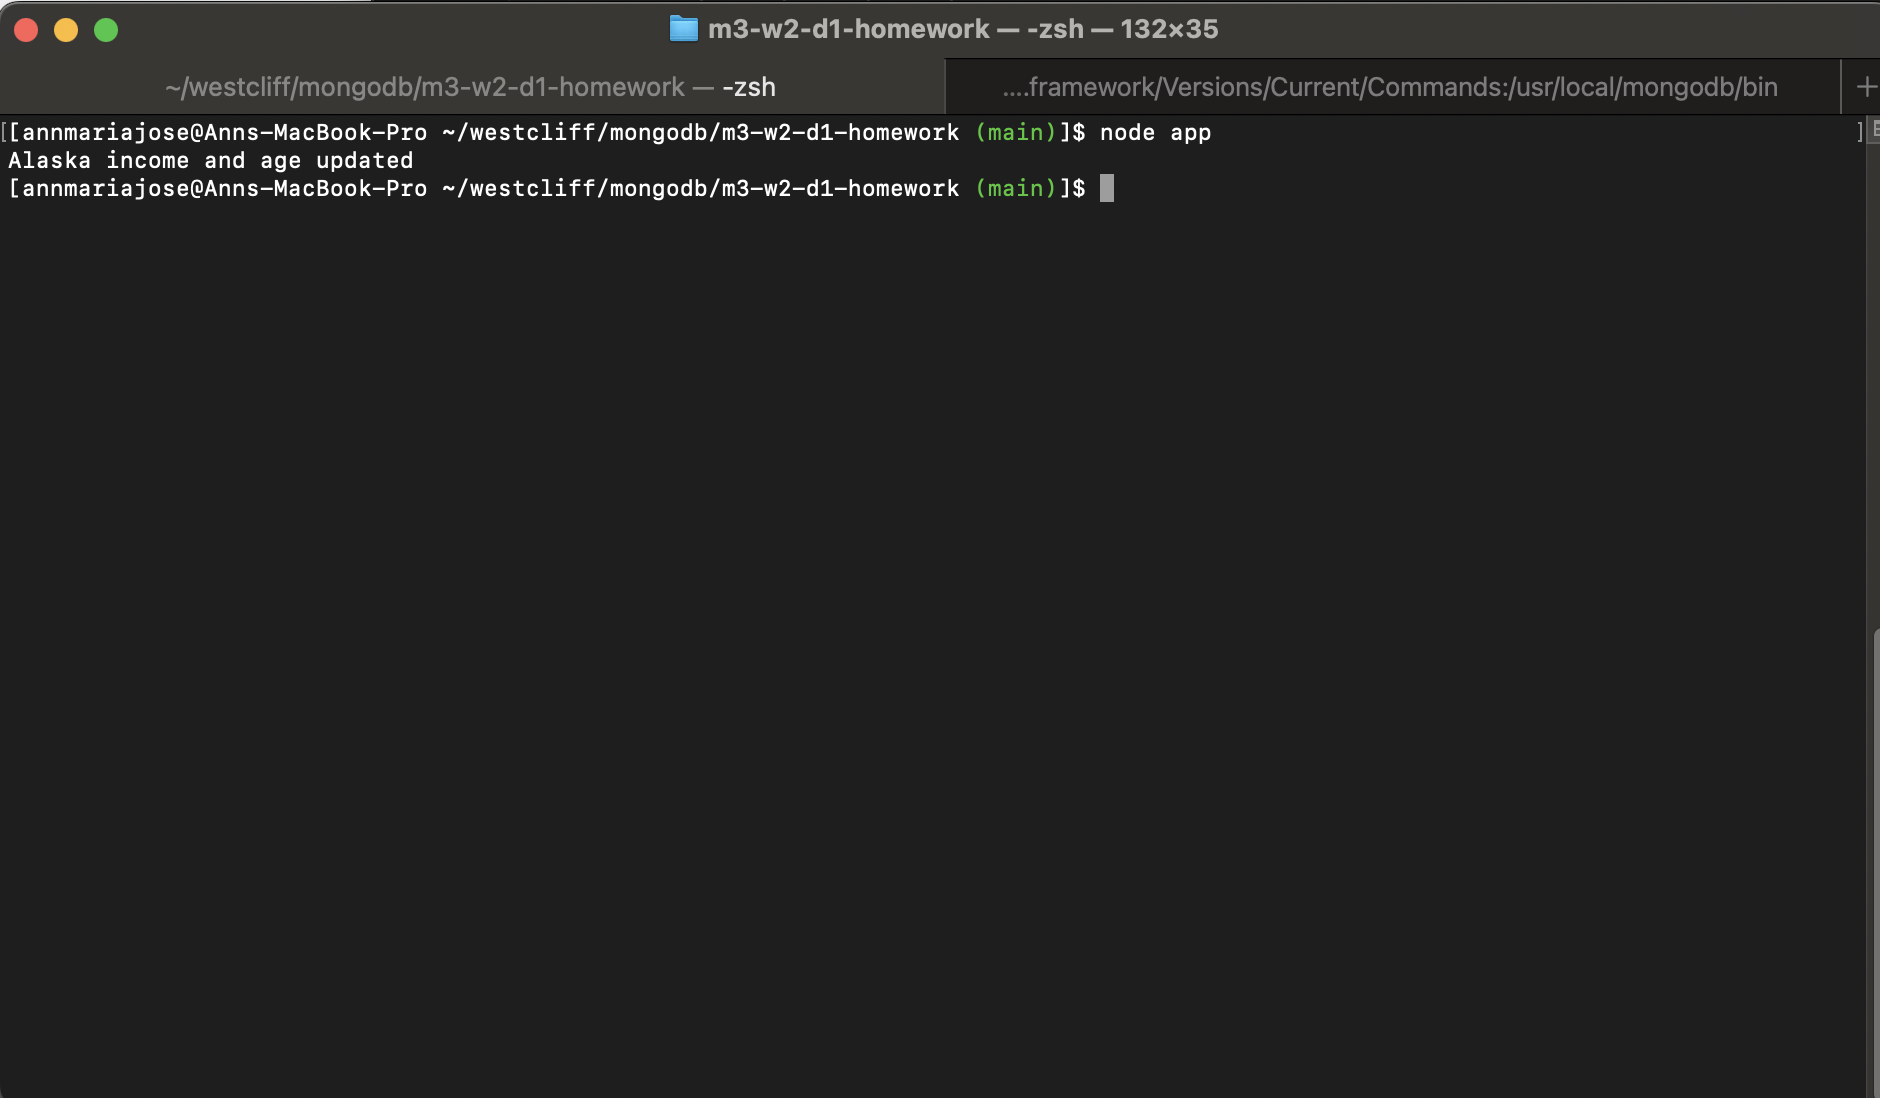 m3-w2-d1-homework — -zsh — 132×35
~/westcliff/mongodb/m3-w2-d1-homework — -zsh
....framework/Versions/Current/Commands:/usr/local/mongodb/bin
[[annmariajose@Anns-MacBook-Pro ~/westcliff/mongodb/m3-w2-d1-homework (main)]$ node app ]
Alaska income and age updated
[annmariajose@Anns-MacBook-Pro ~/westcliff/mongodb/m3-w2-d1-homework (main)]$